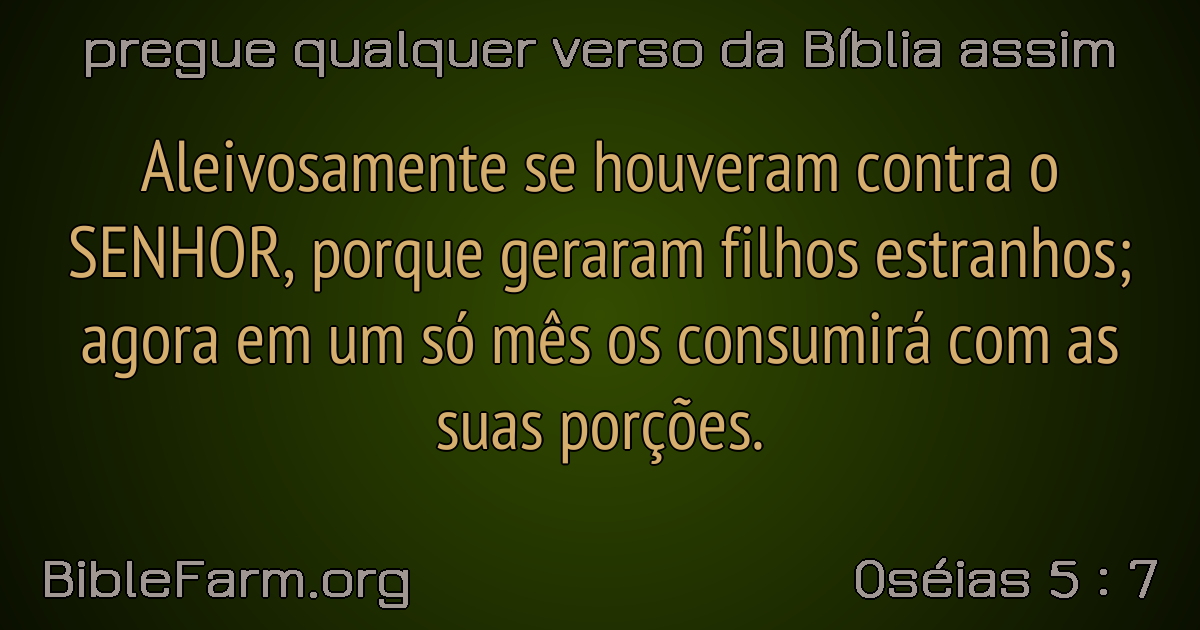 pregue qualquer verso da Bíblia assim
Aleivosamente se houveram contra o
SENHOR, porque geraram filhos estranhos;
agora em um só mês os consumirá com as
suas porções.
BibleFarm.org
Oséias 5 : 7